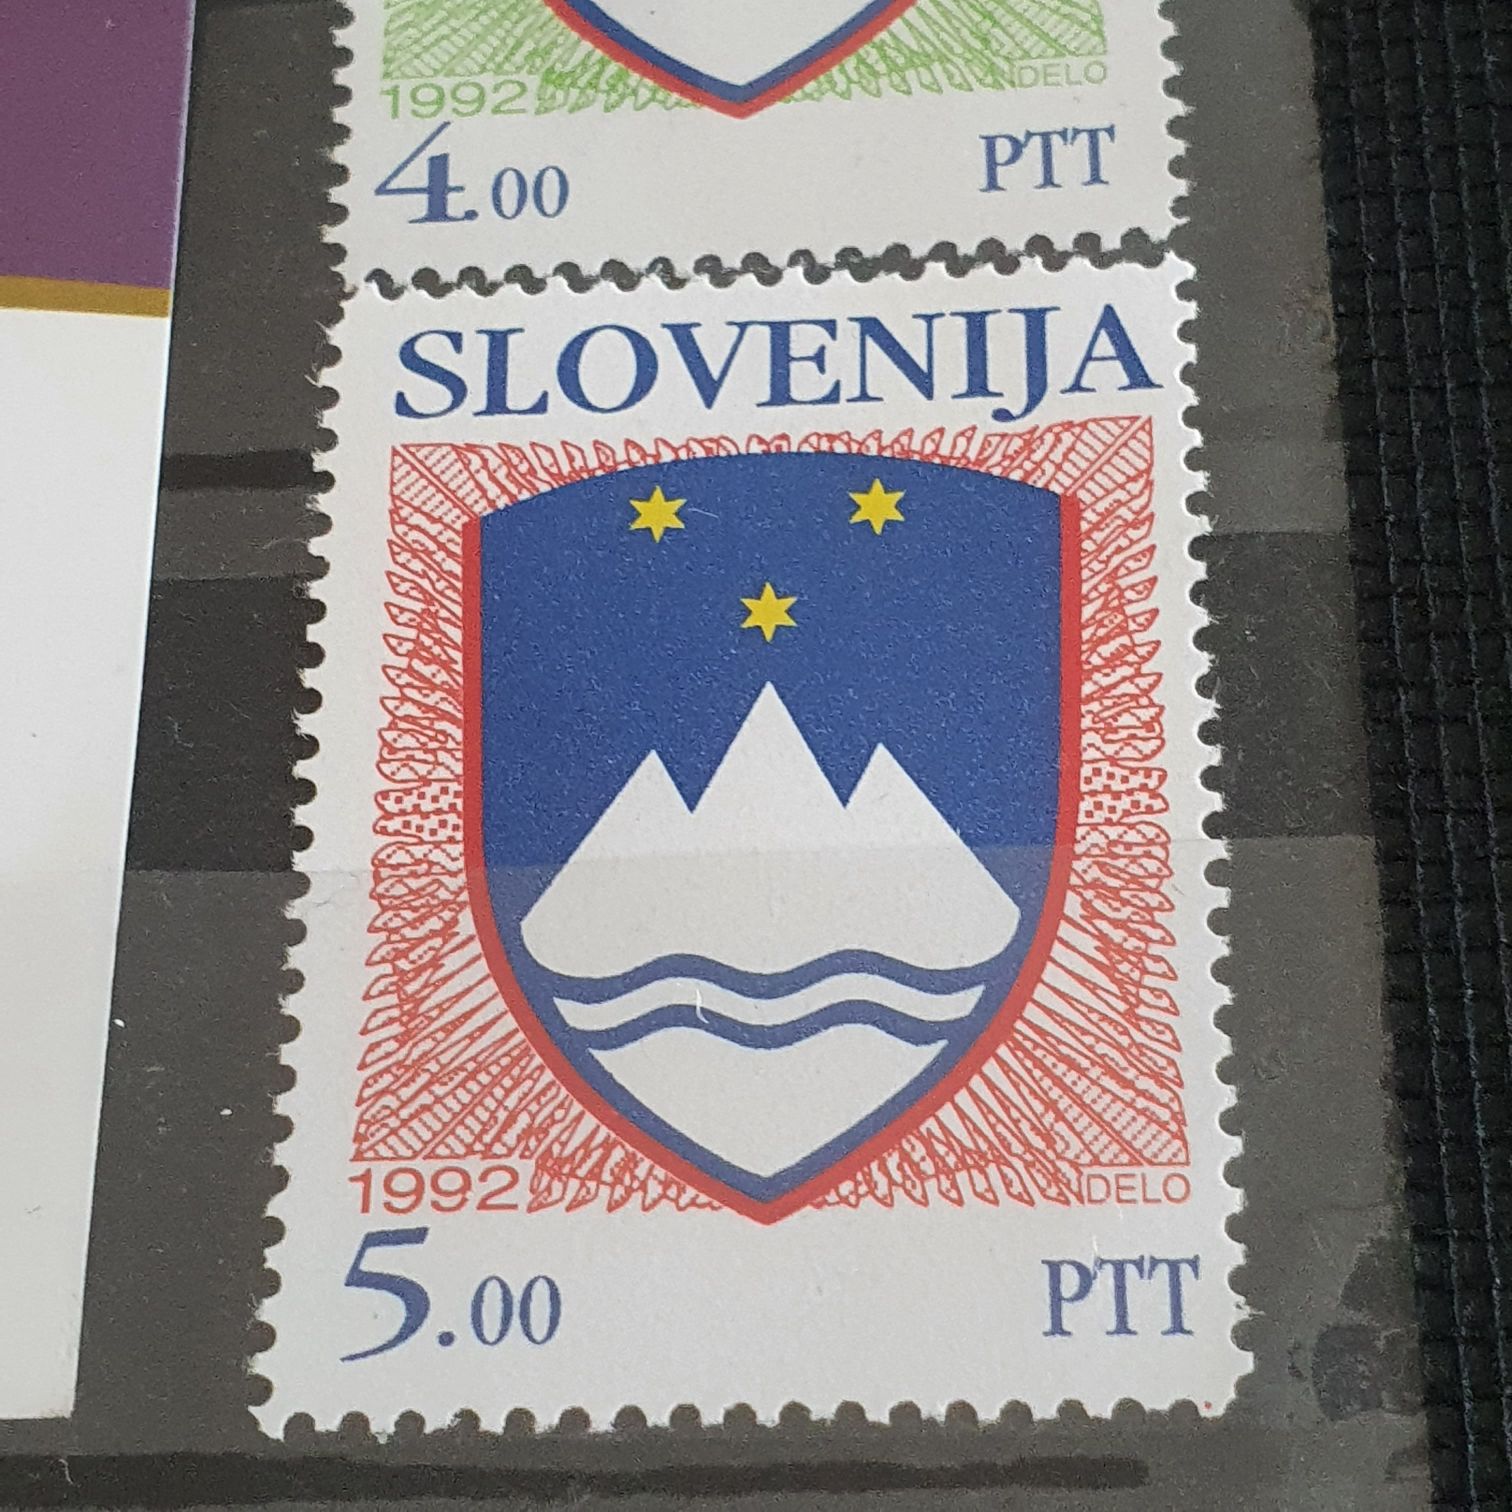 1992 DELO
4.00 PTT
SLOVENIJA
1992 DELO
5.00 PTT